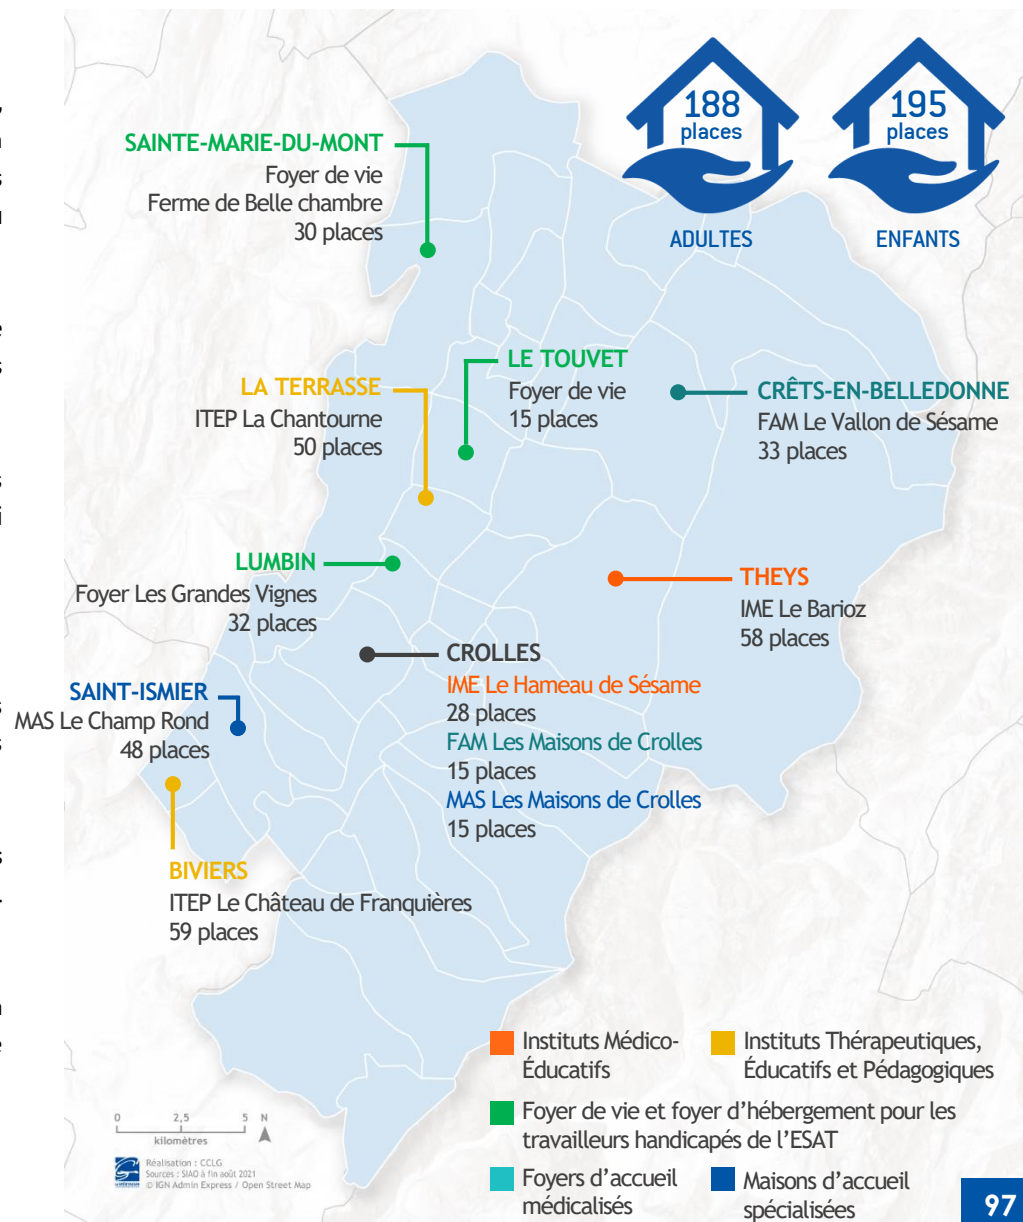 188
places
ADULTES
195
places
ENFANTS
SAINTE-MARIE-DU-MONT
Foyer de vie
Ferme de Belle chambre
30 places
LE TOUVET
Foyer de vie
15 places
LA TERRASSE
ITEP La Chantourne
50 places
CRÊTS-EN-BELLEDONNE
FAM Le Vallon de Sésame
33 places
LUMBIN
Foyer Les Grandes Vignes
32 places
THEYS
IME Le Barioz
58 places
CROLLES
IME Le Hameau de Sésame
28 places
FAM Les Maisons de Crolles
15 places
MAS Les Maisons de Crolles
15 places
SAINT-ISMIER
MAS Le Champ Rond
48 places
BIVIERS
ITEP Le Château de Franquières
59 places
Instituts Médico-
Éducatifs
Instituts Thérapeutiques,
Éducatifs et Pédagogiques
Foyer de vie et foyer d'hébergement pour les
travailleurs handicapés de l'ESAT
Foyers d'accueil
médicalisés
Maisons d'accueil
spécialisées
0 2,5 5 N
kilomètres
Réalisation : CCLG
Sources : SIAO à fin août 2021
© IGN Admin Express / Open Street Map
97